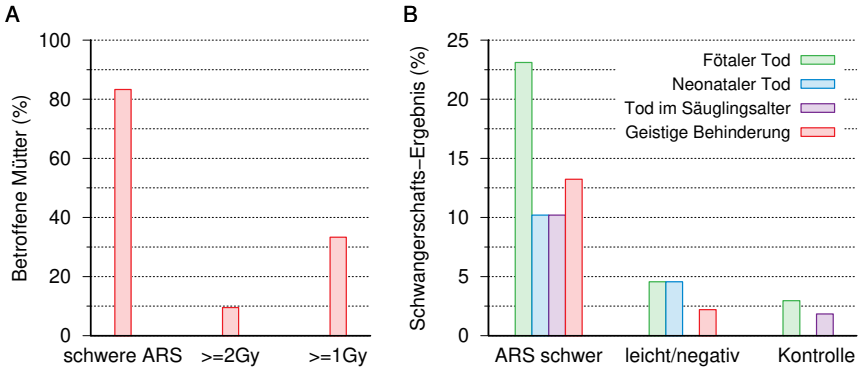 A
Betroffene Mütter (%)
100
80
60
40
20
0
schwere ARS >=2Gy >=1Gy
B
Schwangerschafts−Ergebnis (%)
25
20
15
10
5
0
Fötaler Tod
Neonataler Tod
Tod im Säuglingsalter
Geistige Behinderung
ARS schwer leicht/negativ Kontrolle